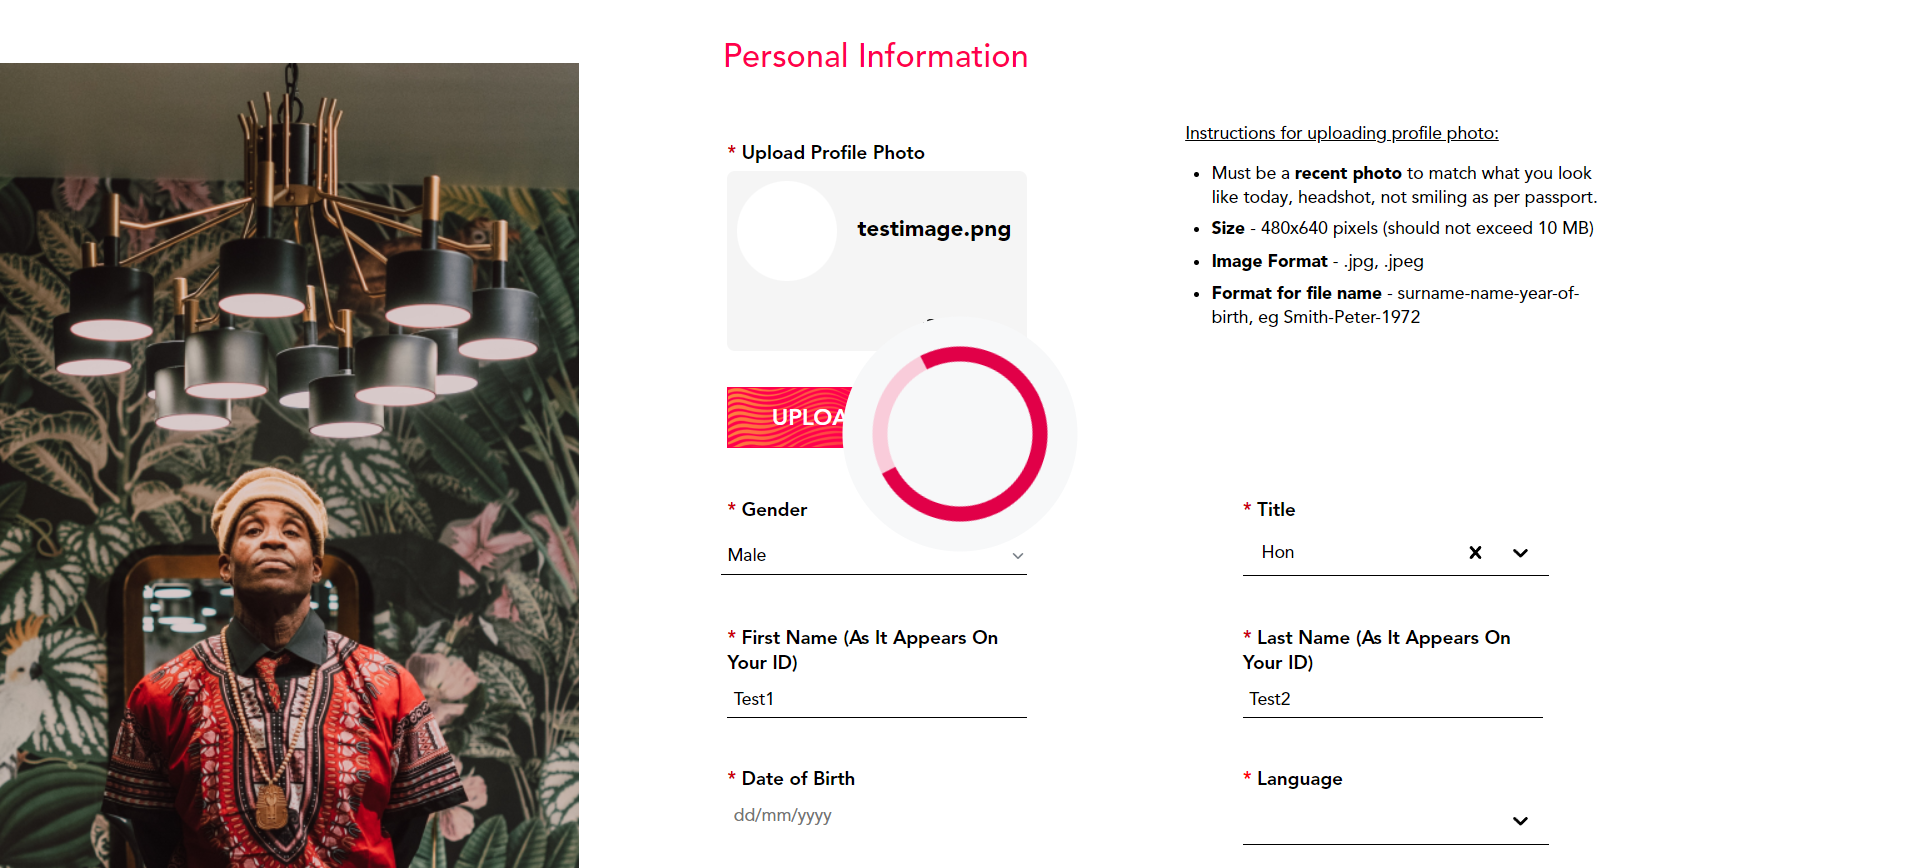 Personal Information
* Upload Profile Photo
testimage.png
UPLOA
Instructions for uploading profile photo:
• Must be a recent photo to match what you look
like today, headshot, not smiling as per passport.
• Size - 480x640 pixels (should not exceed 10 MB)
• Image Format - .jpg, .jpeg
• Format for file name - surname-name-year-of-
birth, eg Smith-Peter-1972
* Gender
Male
* Title
Hon
* First Name (As It Appears On
Your ID)
Test1
* Last Name (As It Appears On
Your ID)
Test2
* Date of Birth
dd/mm/yyyy
* Language